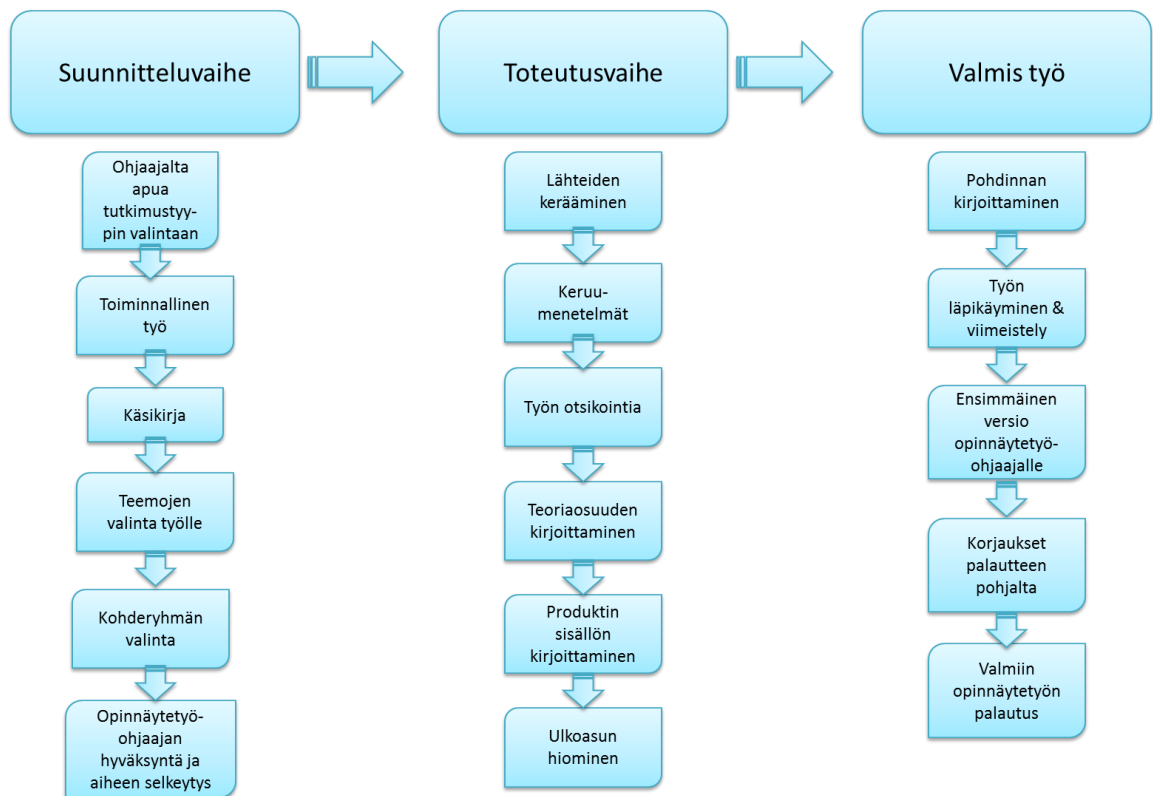 Suunnitteluvaihe
Toteutusvaihe
Valmis työ
Ohjaajalta
apua
tutkimustyy-
pin valintaan
Toiminnallinen
työ
Käsikirja
Teemojen
valinta työlle
Kohderyhmän
valinta
Opinnäytetyö-
ohjaajan
hyväksyntä ja
aiheen selkeytys
Lähteiden
kerääminen
Keruu-
menetelmät
Työn otsikointia
Teoriaosuuden
kirjoittaminen
Produktin
sisällön
kirjoittaminen
Ulkoasun
hiominen
Pohdinnan
kirjoittaminen
Työn
läpikäyminen &
viimeistely
Ensimmäinen
versio
opinnäytetyö-
ohjaajalle
Korjaukset
palautteen
pohjalta
Valmiin
opinnäytetyön
palautus